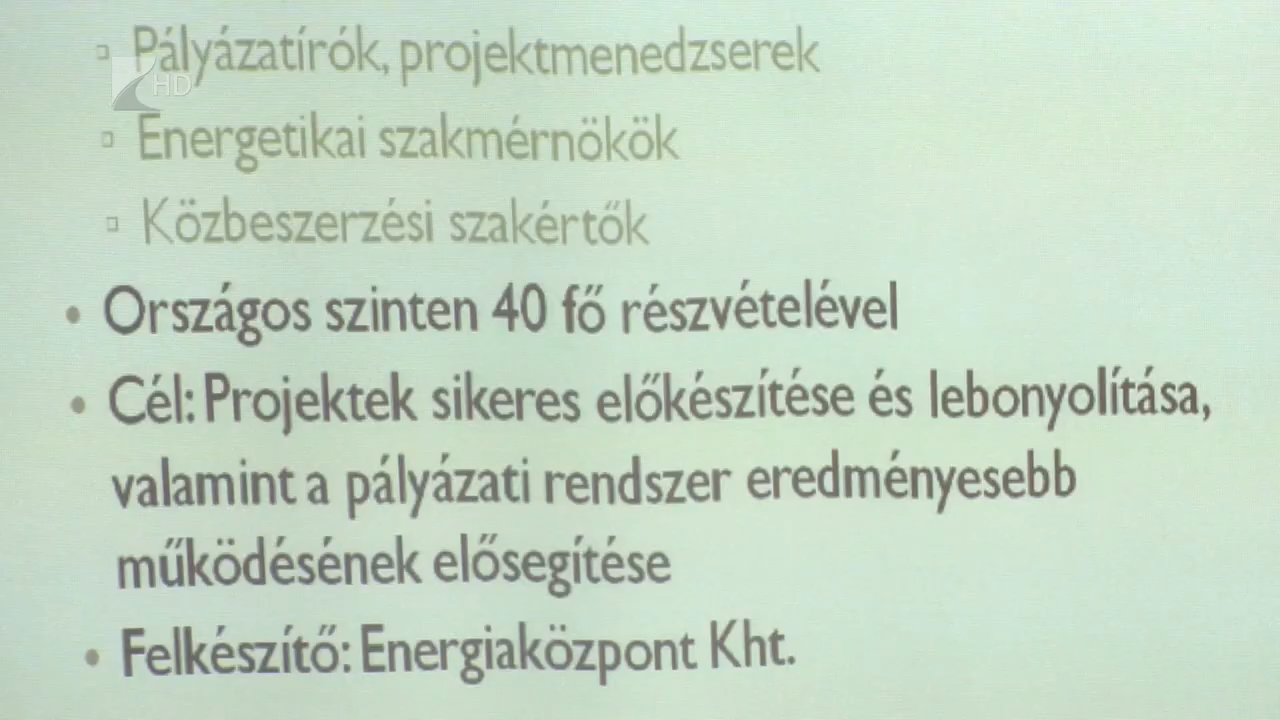 ▫ Pályázatírók, projektmenedzserek
HD
▫ Energetikai szakmérnökök
▫ Közbeszerzési szakértők
• Országos szinten 40 fő részvételével
• Cél: Projektek sikeres előkészítése és lebonyolítása,
valamint a pályázati rendszer eredményesebb
működésének elősegítése
• Felkészítő: Energiaközpont Kht.